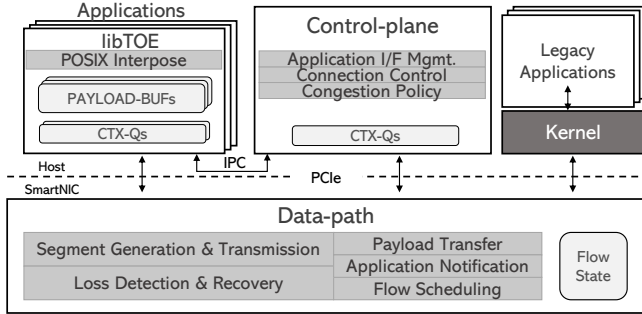 Applications
libTOE
POSIX Interpose
PAYLOAD-BUFs
CTX-Qs
Control-plane
Application I/F Mgmt.
Connection Control
Congestion Policy
CTX-Qs
Legacy
Applications
Kernel
IPC
Host
PCIe
SmartNIC
Data-path
Segment Generation & Transmission
Loss Detection & Recovery
Payload Transfer
Application Notification
Flow Scheduling
Flow
State